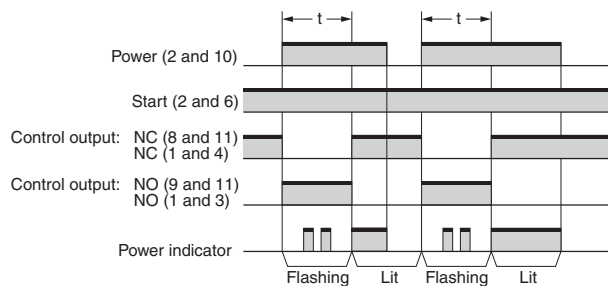 t t
Power (2 and 10)
Start (2 and 6)
Control output: NC (8 and 11)
NC (1 and 4)
Control output: NO (9 and 11)
NO (1 and 3)
Power indicator
Flashing Lit Flashing Lit